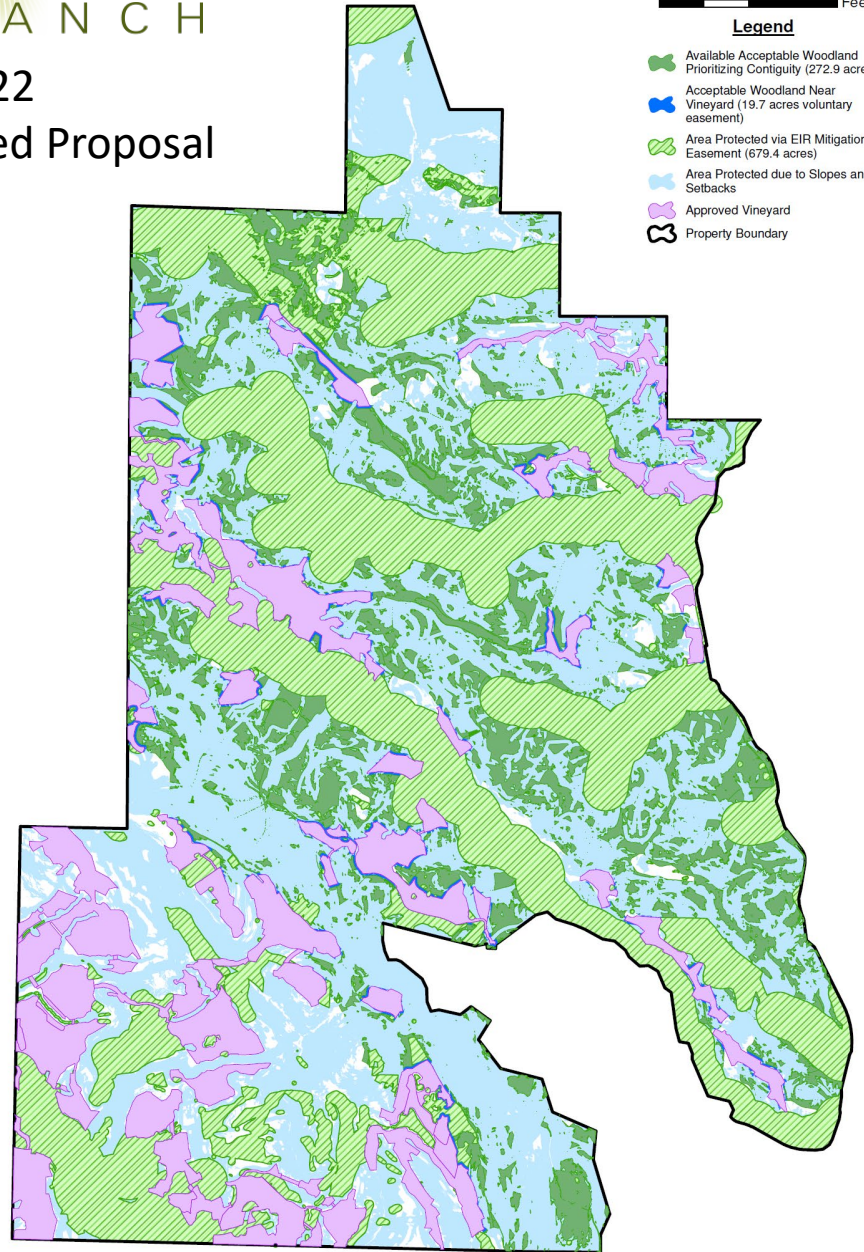 ANCH
22
ed Proposal
Fee
Legend
Available Acceptable Woodland
Prioritizing Contiguity (272.9 acre
Acceptable Woodland Near
Vineyard (19.7 acres voluntary
easement)
Area Protected via EIR Mitigation
Easement (679.4 acres)
Area Protected due to Slopes an
Setbacks
Approved Vineyard
Property Boundary